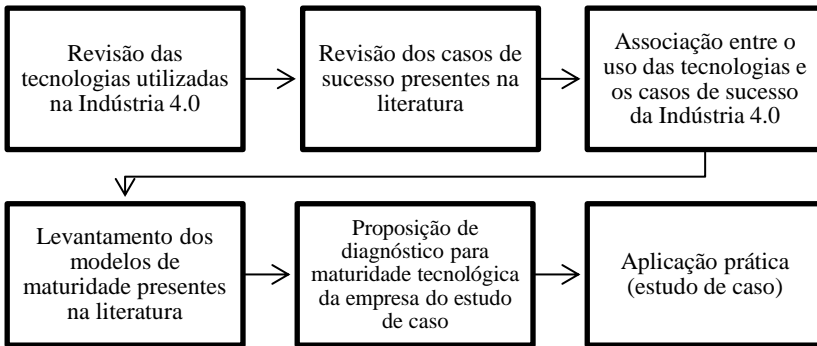 Revisão das
tecnologias utilizadas
na Indústria 4.0
Revisão dos casos de
sucesso presentes na
literatura
Associação entre o
uso das tecnologias e
os casos de sucesso
da Indústria 4.0
Levantamento dos
modelos de
maturidade presentes
na literatura
Proposição de
diagnóstico para
maturidade tecnológica
da empresa do estudo
de caso
Aplicação prática
(estudo de caso)